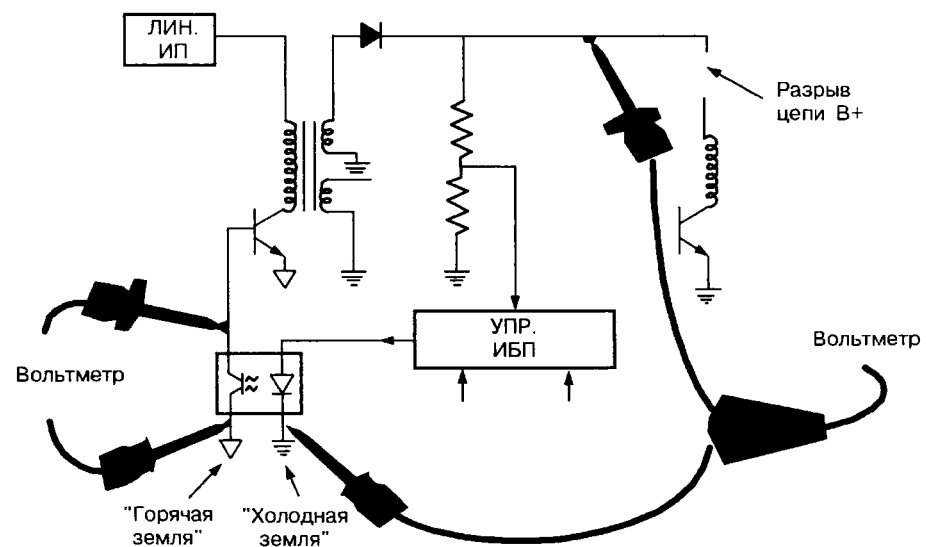 ЛИН.
ИП
Разрыв
цепи В+
УПР.
ИБП
Вольтметр
Вольтметр
"Горячая
земля"
"Холодная
земля"